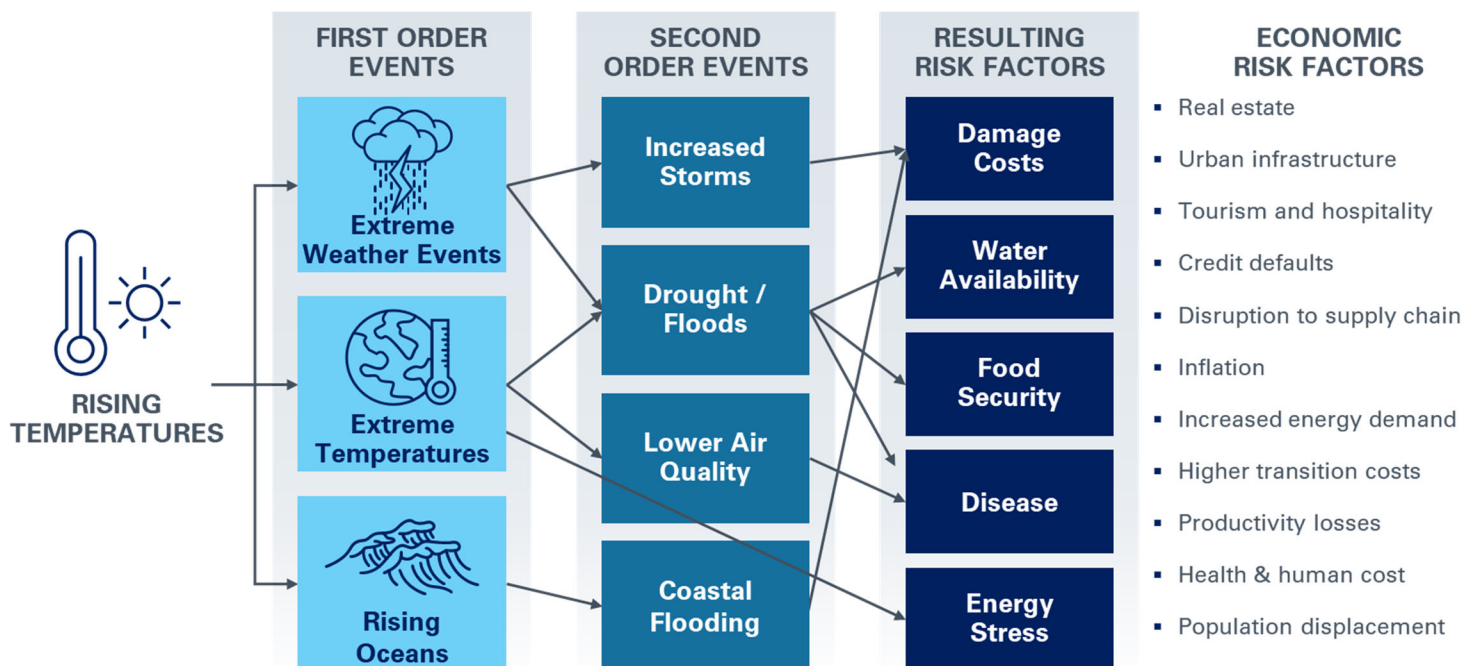 FIRST ORDER
EVENTS
SECOND
ORDER EVENTS
RESULTING
RISK FACTORS
ECONOMIC
RISK FACTORS
RISING
TEMPERATURES
Extreme
Weather Events
Extreme
Temperatures
Rising
Oceans
Increased
Storms
Drought /
Floods
Lower Air
Quality
Coastal
Flooding
Damage
Costs
Water
Availability
Food
Security
Disease
Energy
Stress
▪ Real estate
▪ Urban infrastructure
▪ Tourism and hospitality
▪ Credit defaults
▪ Disruption to supply chain
▪ Inflation
▪ Increased energy demand
▪ Higher transition costs
▪ Productivity losses
▪ Health & human cost
▪ Population displacement